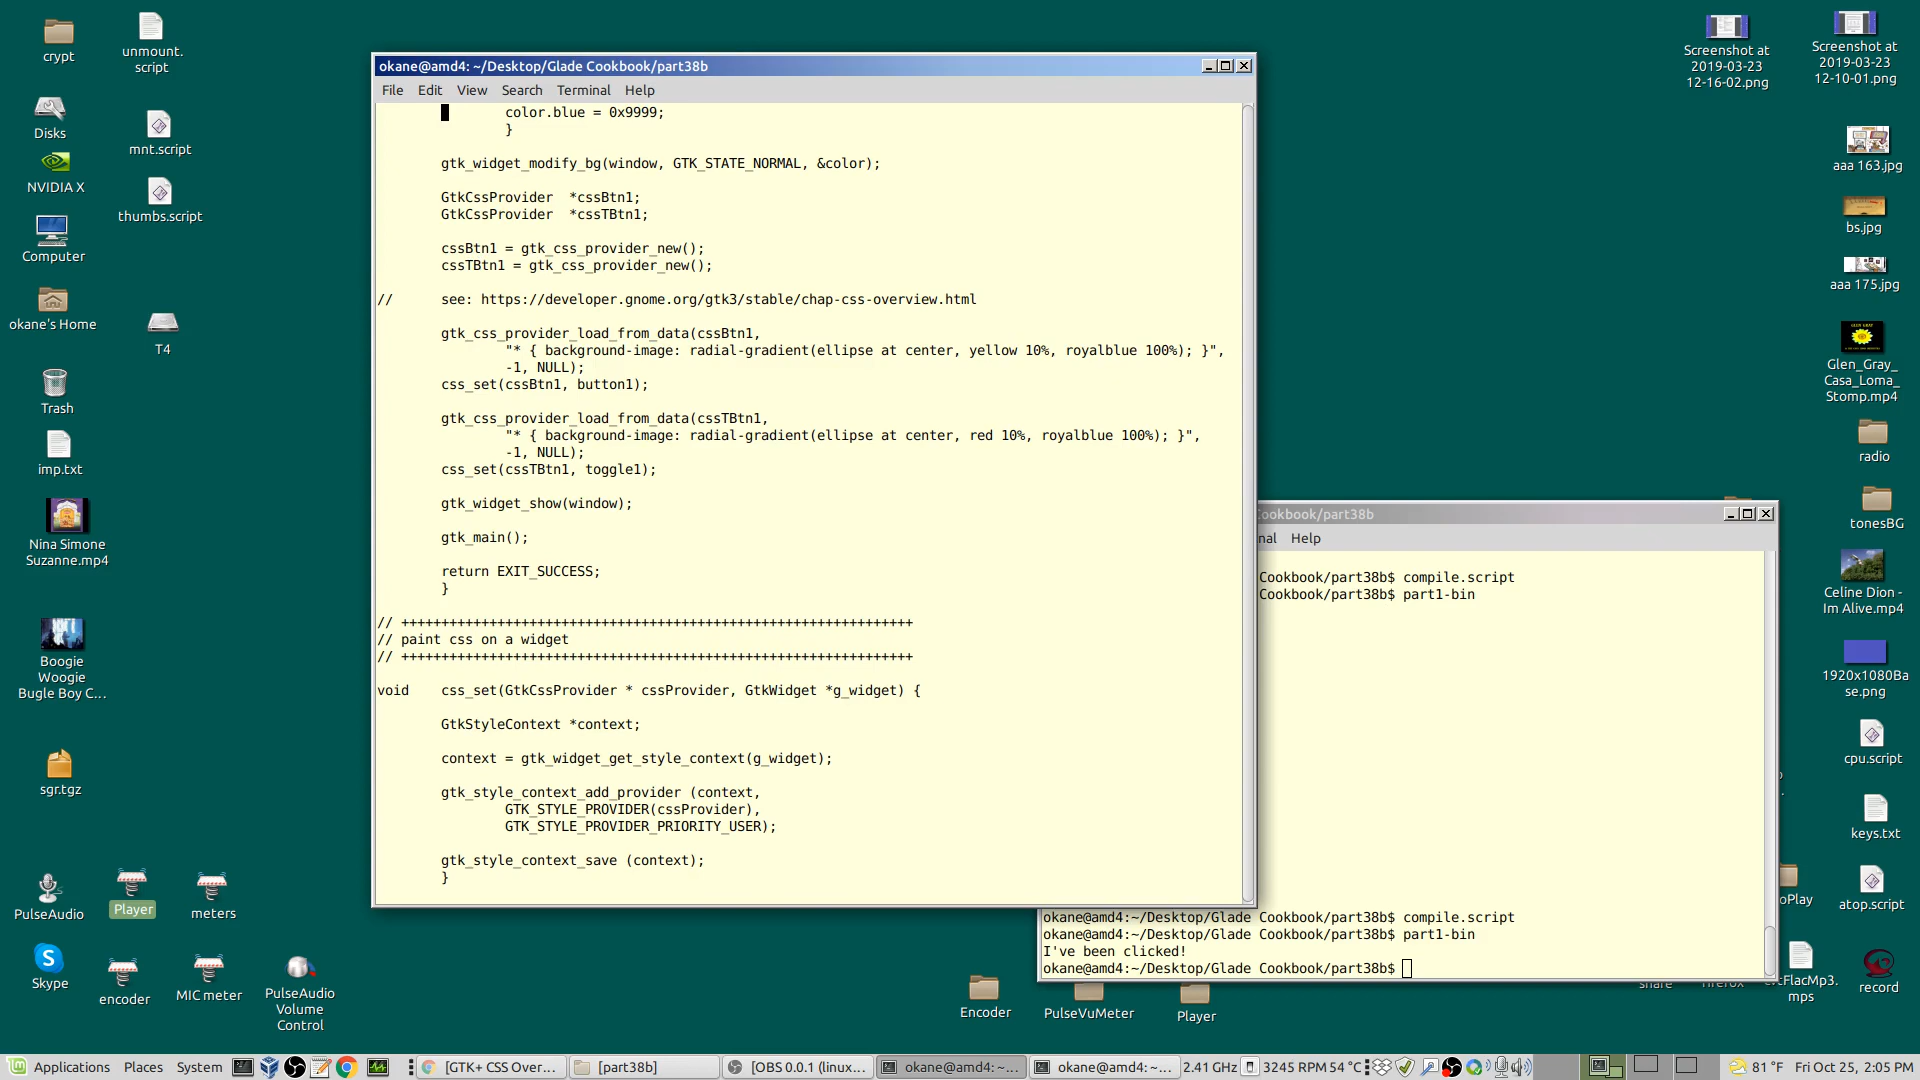 crypt
unmount.
script
Disks
mnt.script
NVIDIA X
thumbs.script
Computer
okane's Home
T4
Trash
imp.txt
Nina Simone
Suzanne.mp4
Boogie
Woogie
Bugle Boy C...
sgr.tgz
PulseAudio
Player
meters
Skype
encoder
MIC meter
PulseAudio
Volume
Control
okane@amd4: ~/Desktop/Glade Cookbook/part38b
File Edit View Search Terminal Help
color.blue = 0x9999;
}
gtk_widget_modify_bg(window, GTK_STATE_NORMAL, &color);
GtkCssProvider  *cssBtn1;
GtkCssProvider  *cssTBtn1;
cssBtn1 = gtk_css_provider_new();
cssTBtn1 = gtk_css_provider_new();
//      see: https://developer.gnome.org/gtk3/stable/chap-css-overview.html
gtk_css_provider_load_from_data(cssBtn1,
"* { background-image: radial-gradient(ellipse at center, yellow 10%, royalblue 100%); }",
-1, NULL);
css_set(cssBtn1, button1);
gtk_css_provider_load_from_data(cssTBtn1,
"* { background-image: radial-gradient(ellipse at center, red 10%, royalblue 100%); }",
-1, NULL);
css_set(cssTBtn1, toggle1);
gtk_widget_show(window);
gtk_main();
return EXIT_SUCCESS;
}
// ++++++++++++++++++++++++++++++++++++++++++++++++++++++++++++++++
// paint css on a widget
// ++++++++++++++++++++++++++++++++++++++++++++++++++++++++++++++++
void    css_set(GtkCssProvider * cssProvider, GtkWidget *g_widget) {
GtkStyleContext *context;
context = gtk_widget_get_style_context(g_widget);
gtk_style_context_add_provider (context,
GTK_STYLE_PROVIDER(cssProvider),
GTK_STYLE_PROVIDER_PRIORITY_USER);
gtk_style_context_save (context);
}
Cookbook/part38b
nal Help
Cookbook/part38b$ compile.script
Cookbook/part38b$ part1-bin
okane@amd4:~/Desktop/Glade Cookbook/part38b$ compile.script
okane@amd4:~/Desktop/Glade Cookbook/part38b$ part1-bin
I've been clicked!
okane@amd4:~/Desktop/Glade Cookbook/part38b$
Encoder
PulseVuMeter
Player
Screenshot at
2019-03-23
12-16-02.png
Screenshot at
2019-03-23
12-10-01.png
aaa 163.jpg
bs.jpg
aaa 175.jpg
Glen_Gray_
Casa_Loma_
Stomp.mp4
radio
tonesBG
Celine Dion -
Im Alive.mp4
1920x1080Ba
se.png
cpu.script
keys.txt
oPlay
atop.script
share
tFlacMp3.
mps
record
Applications Places System [GTK+ CSS Over... [part38b] [OBS 0.0.1 (linux... okane@amd4: ~... okane@amd4: ~... 2.41 GHz 3245 RPM 54 °C 81 °F Fri Oct 25, 2:05 PM